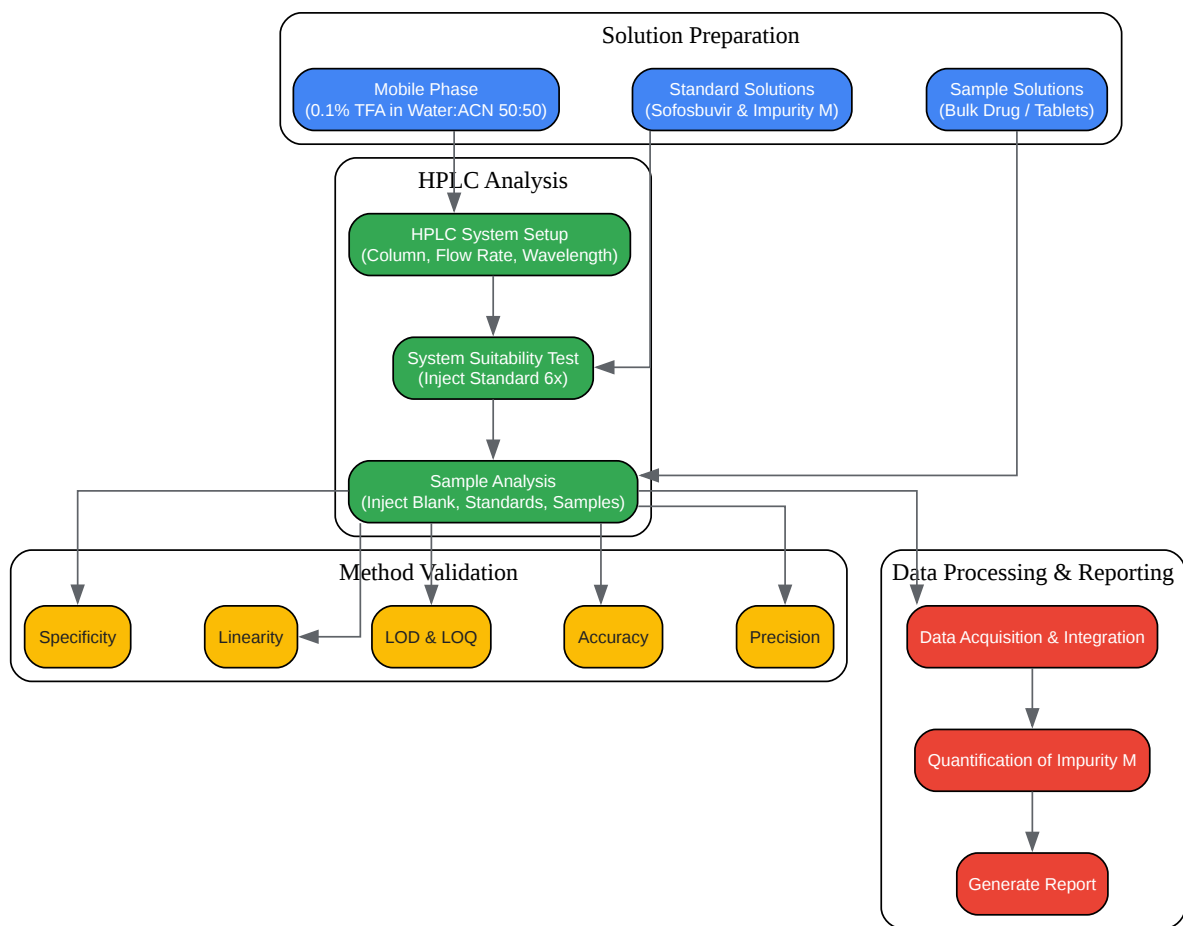 Solution Preparation
Mobile Phase
(0.1% TFA in Water:ACN 50:50)
Standard Solutions
(Sofosbuvir & Impurity M)
Sample Solutions
(Bulk Drug / Tablets)
HPLC Analysis
HPLC System Setup
(Column, Flow Rate, Wavelength)
System Suitability Test
(Inject Standard 6x)
Sample Analysis
(Inject Blank, Standards, Samples)
Method Validation
Specificity
Linearity
LOD & LOQ
Accuracy
Precision
Data Processing & Reporting
Data Acquisition & Integration
Quantification of Impurity M
Generate Report